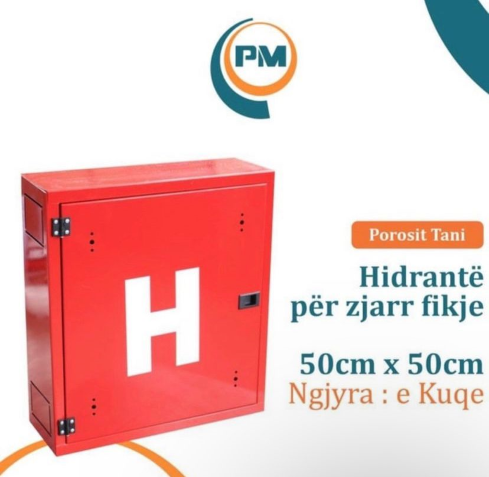 PM
H
Porosit Tani
Hidrantë
për zjarr fikje
50cm x 50cm
Ngjyra : e Kuqe